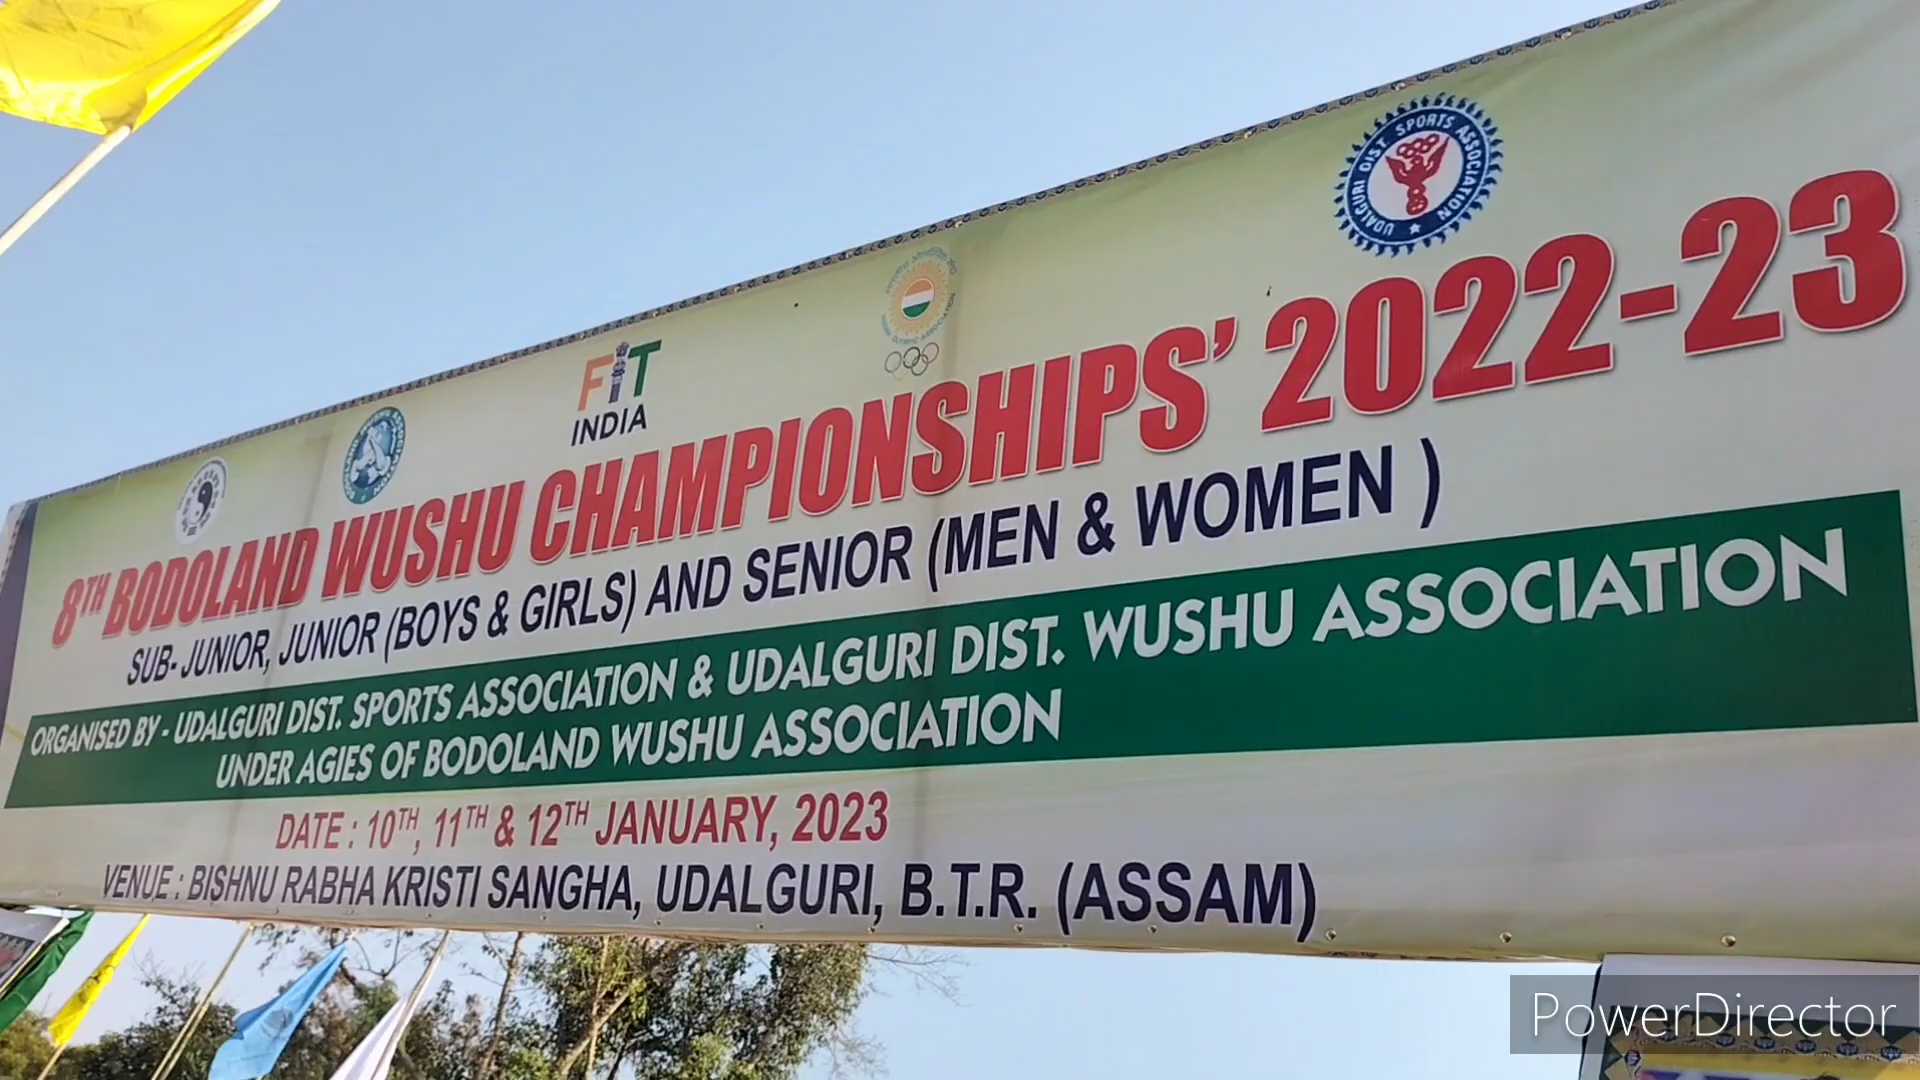 UDALGURI DIST SPORTS ASSOCIATION
FIT
INDIA
8TH BODOLAND WUSHU CHAMPIONSHIPS' 2022-23
SUB- JUNIOR, JUNIOR (BOYS & GIRLS) AND SENIOR (MEN & WOMEN )
ORGANISED BY - UDALGURI DIST. SPORTS ASSOCIATION & UDALGURI DIST. WUSHU ASSOCIATION
UNDER AGIES OF BODOLAND WUSHU ASSOCIATION
DATE : 10TH, 11TH & 12TH JANUARY, 2023
VENUE : BISHNU RABHA KRISTI SANGHA, UDALGURI, B.T.R. (ASSAM)
PowerDirector